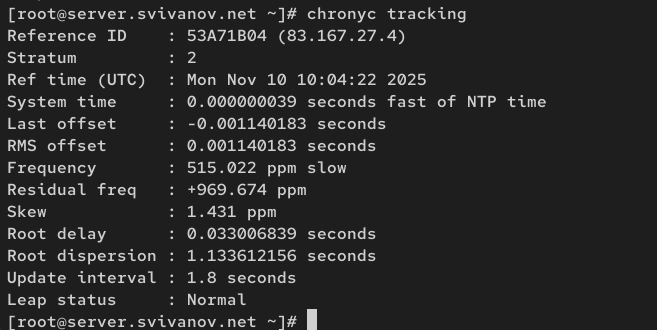 [root@server.svivanov.net ~]# chronyc tracking
Reference ID    : 53A71B04 (83.167.27.4)
Stratum         : 2
Ref time (UTC)  : Mon Nov 10 10:04:22 2025
System time     : 0.000000039 seconds fast of NTP time
Last offset     : -0.001140183 seconds
RMS offset      : 0.001140183 seconds
Frequency       : 515.022 ppm slow
Residual freq   : +969.674 ppm
Skew            : 1.431 ppm
Root delay      : 0.033006839 seconds
Root dispersion : 1.133612156 seconds
Update interval : 1.8 seconds
Leap status     : Normal
[root@server.svivanov.net ~]#